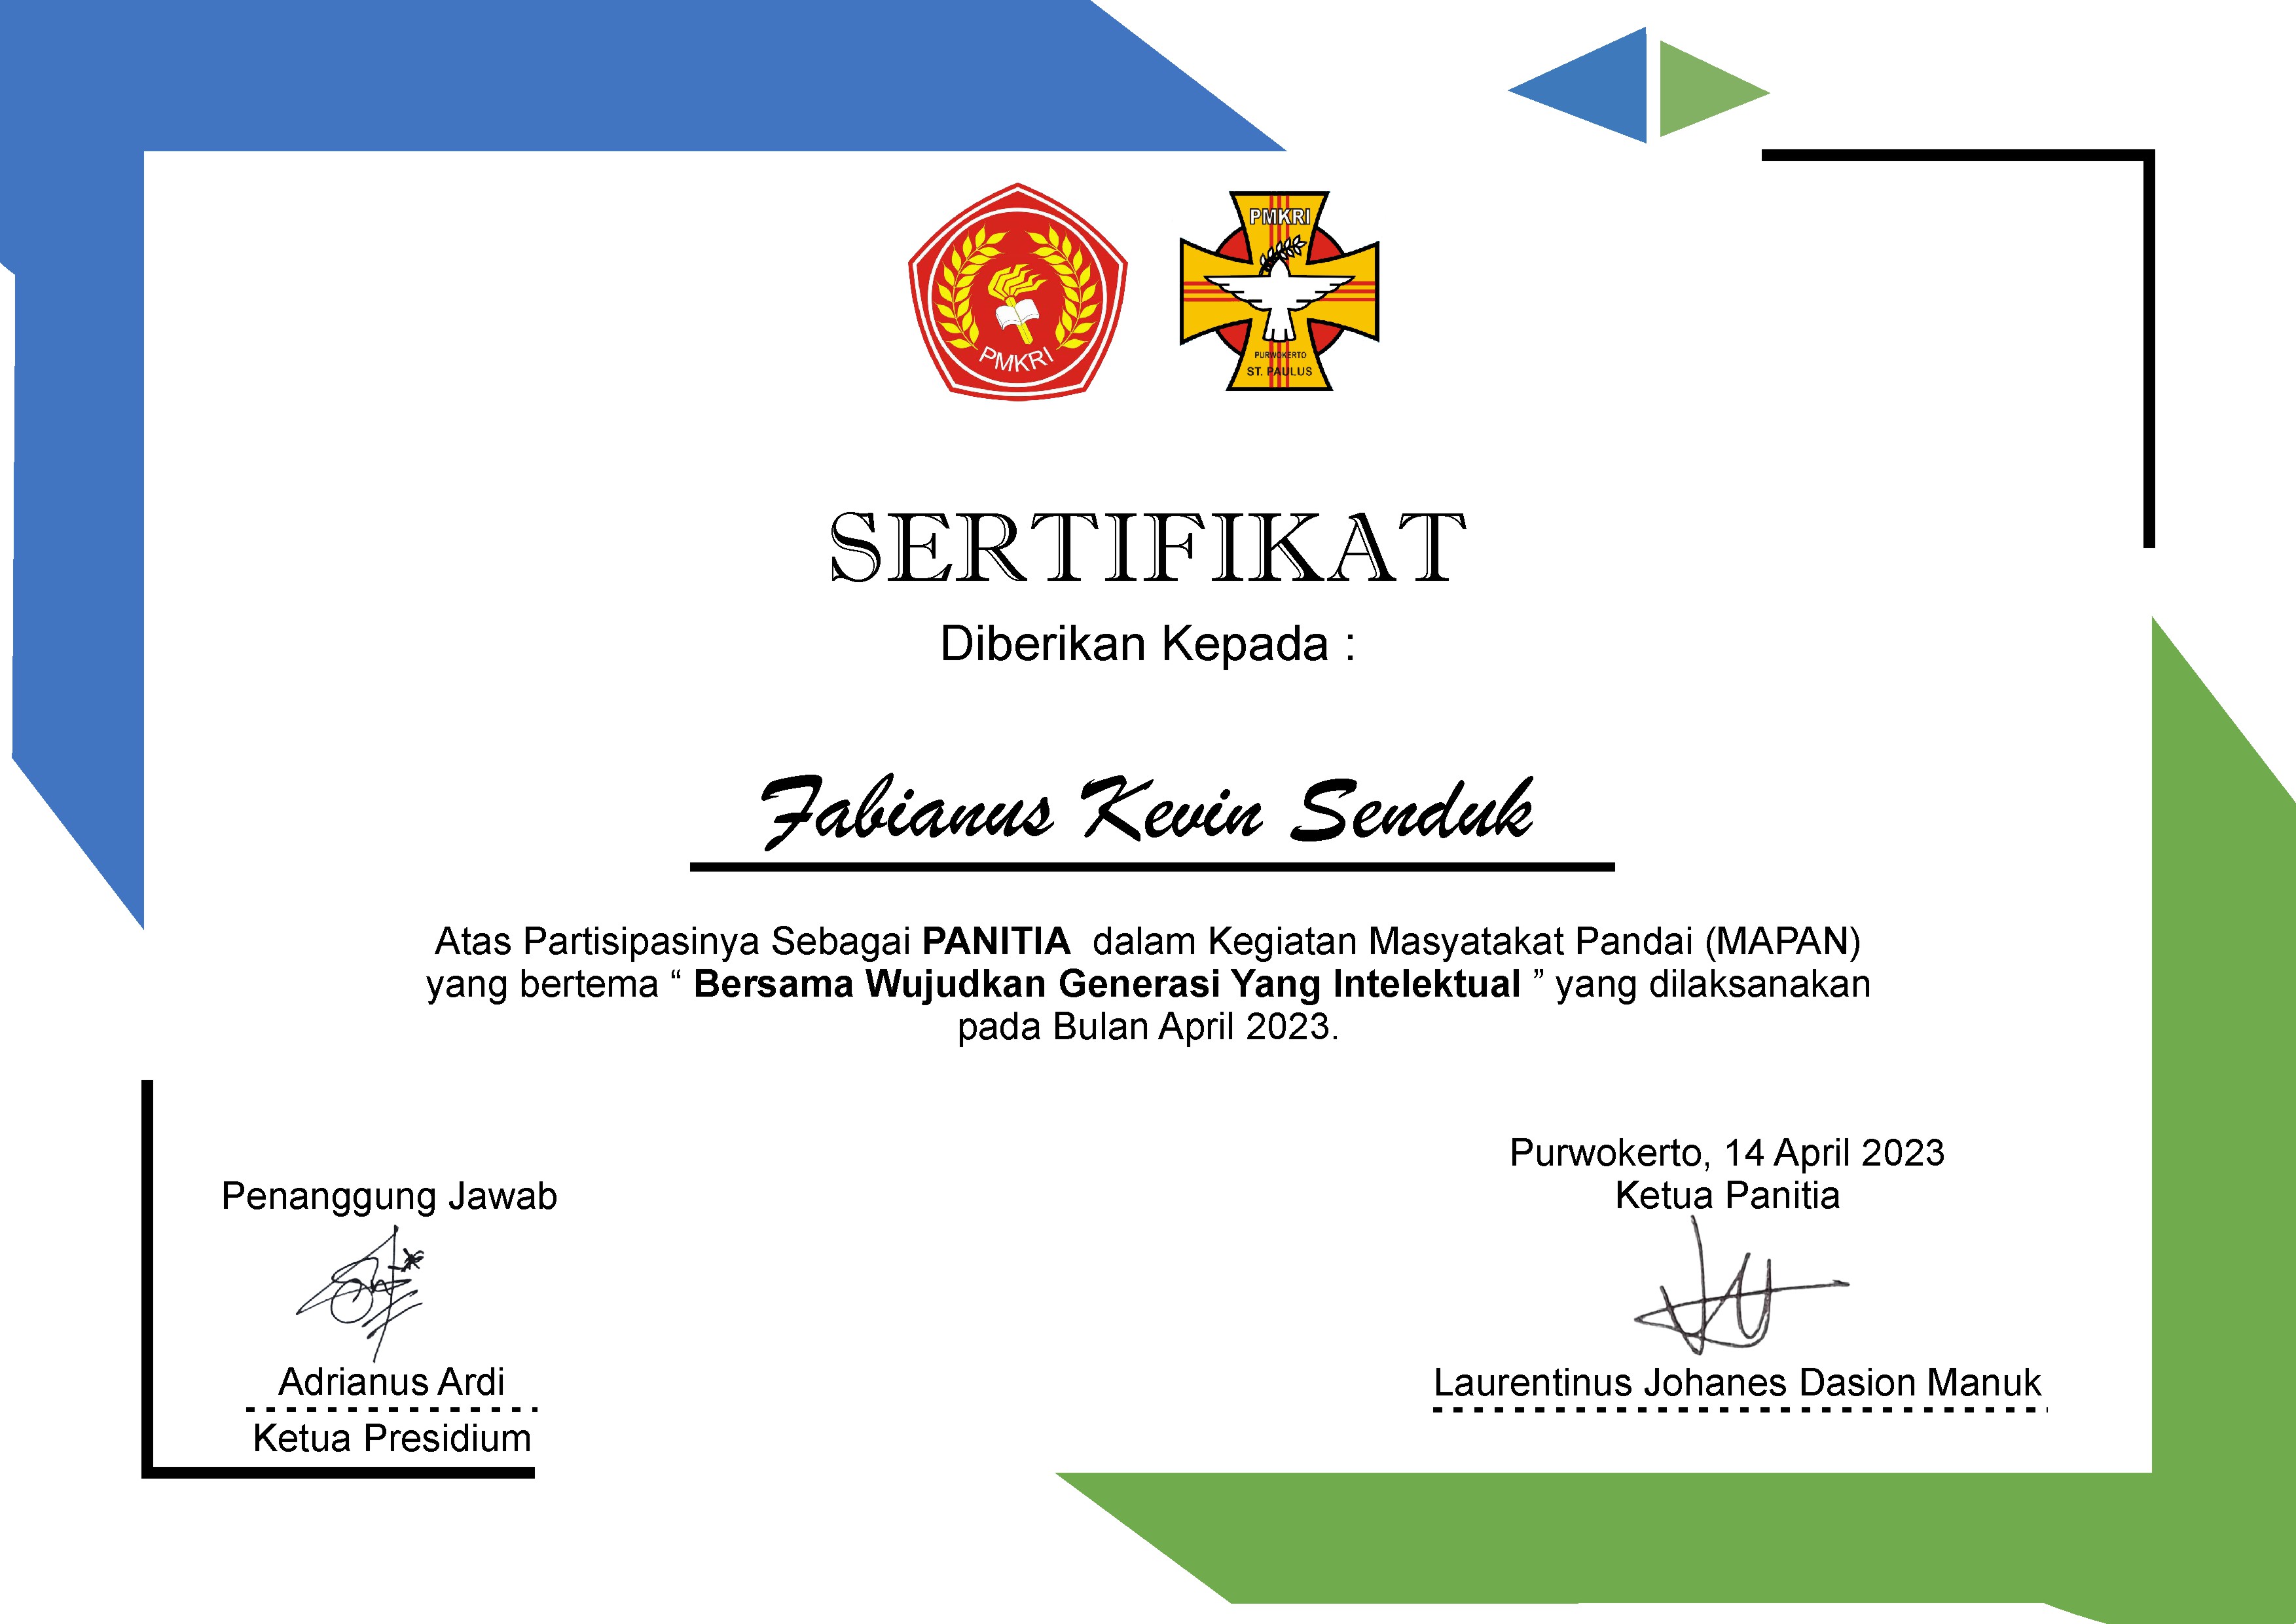 PMKRI
PMKRI
PURWOKERTO
ST. PAULUS
SERTIFIKAT
Diberikan Kepada :
Fabianus Kevin Senduk
Atas Partisipasinya Sebagai PANITIA dalam Kegiatan Masyatakat Pandai (MAPAN)
yang bertema “ Bersama Wujudkan Generasi Yang Intelektual ” yang dilaksanakan
pada Bulan April 2023.
Purwokerto, 14 April 2023
Penanggung Jawab
Ketua Panitia
Adrianus Ardi
Laurentinus Johanes Dasion Manuk
Ketua Presidium